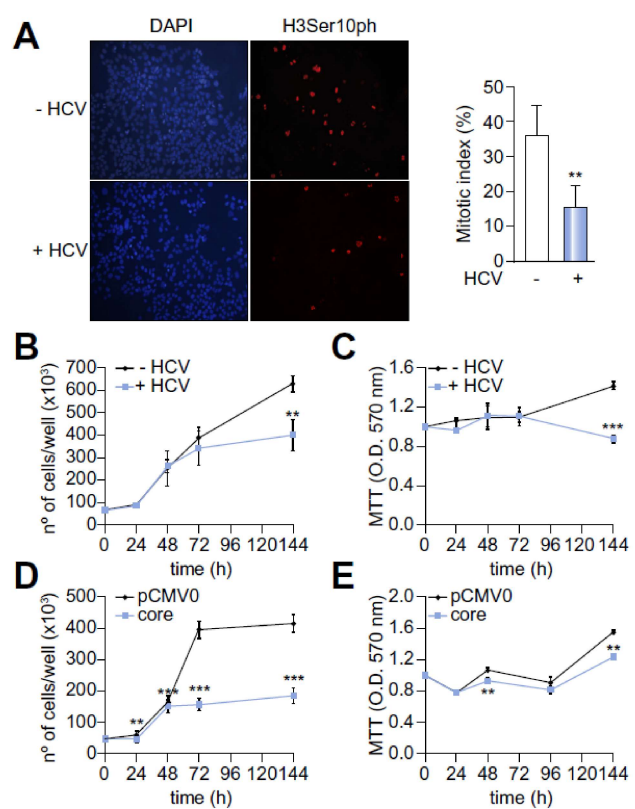 A
DAPI
H3Ser10ph
- HCV
+ HCV
Mitotic index (%)
50
40
30
20
10
0
**
HCV
-
+
B
- HCV
+ HCV
nº of cells/well (x10³)
700
600
500
400
300
200
100
0
**
0 24 48 72 96 120 144
time (h)
C
- HCV
+ HCV
MTT (O.D. 570 nm)
1.6
1.2
0.8
0.4
0.0
***
0 24 48 72 96 120 144
time (h)
D
pCMV0
core
nº of cells/well (x10³)
500
400
300
200
100
0
**
***
***
***
0 24 48 72 96 120 144
time (h)
E
pCMV0
core
MTT (O.D. 570 nm)
2.0
1.6
1.2
0.8
0.4
0.0
**
**
0 24 48 72 96 120 144
time (h)